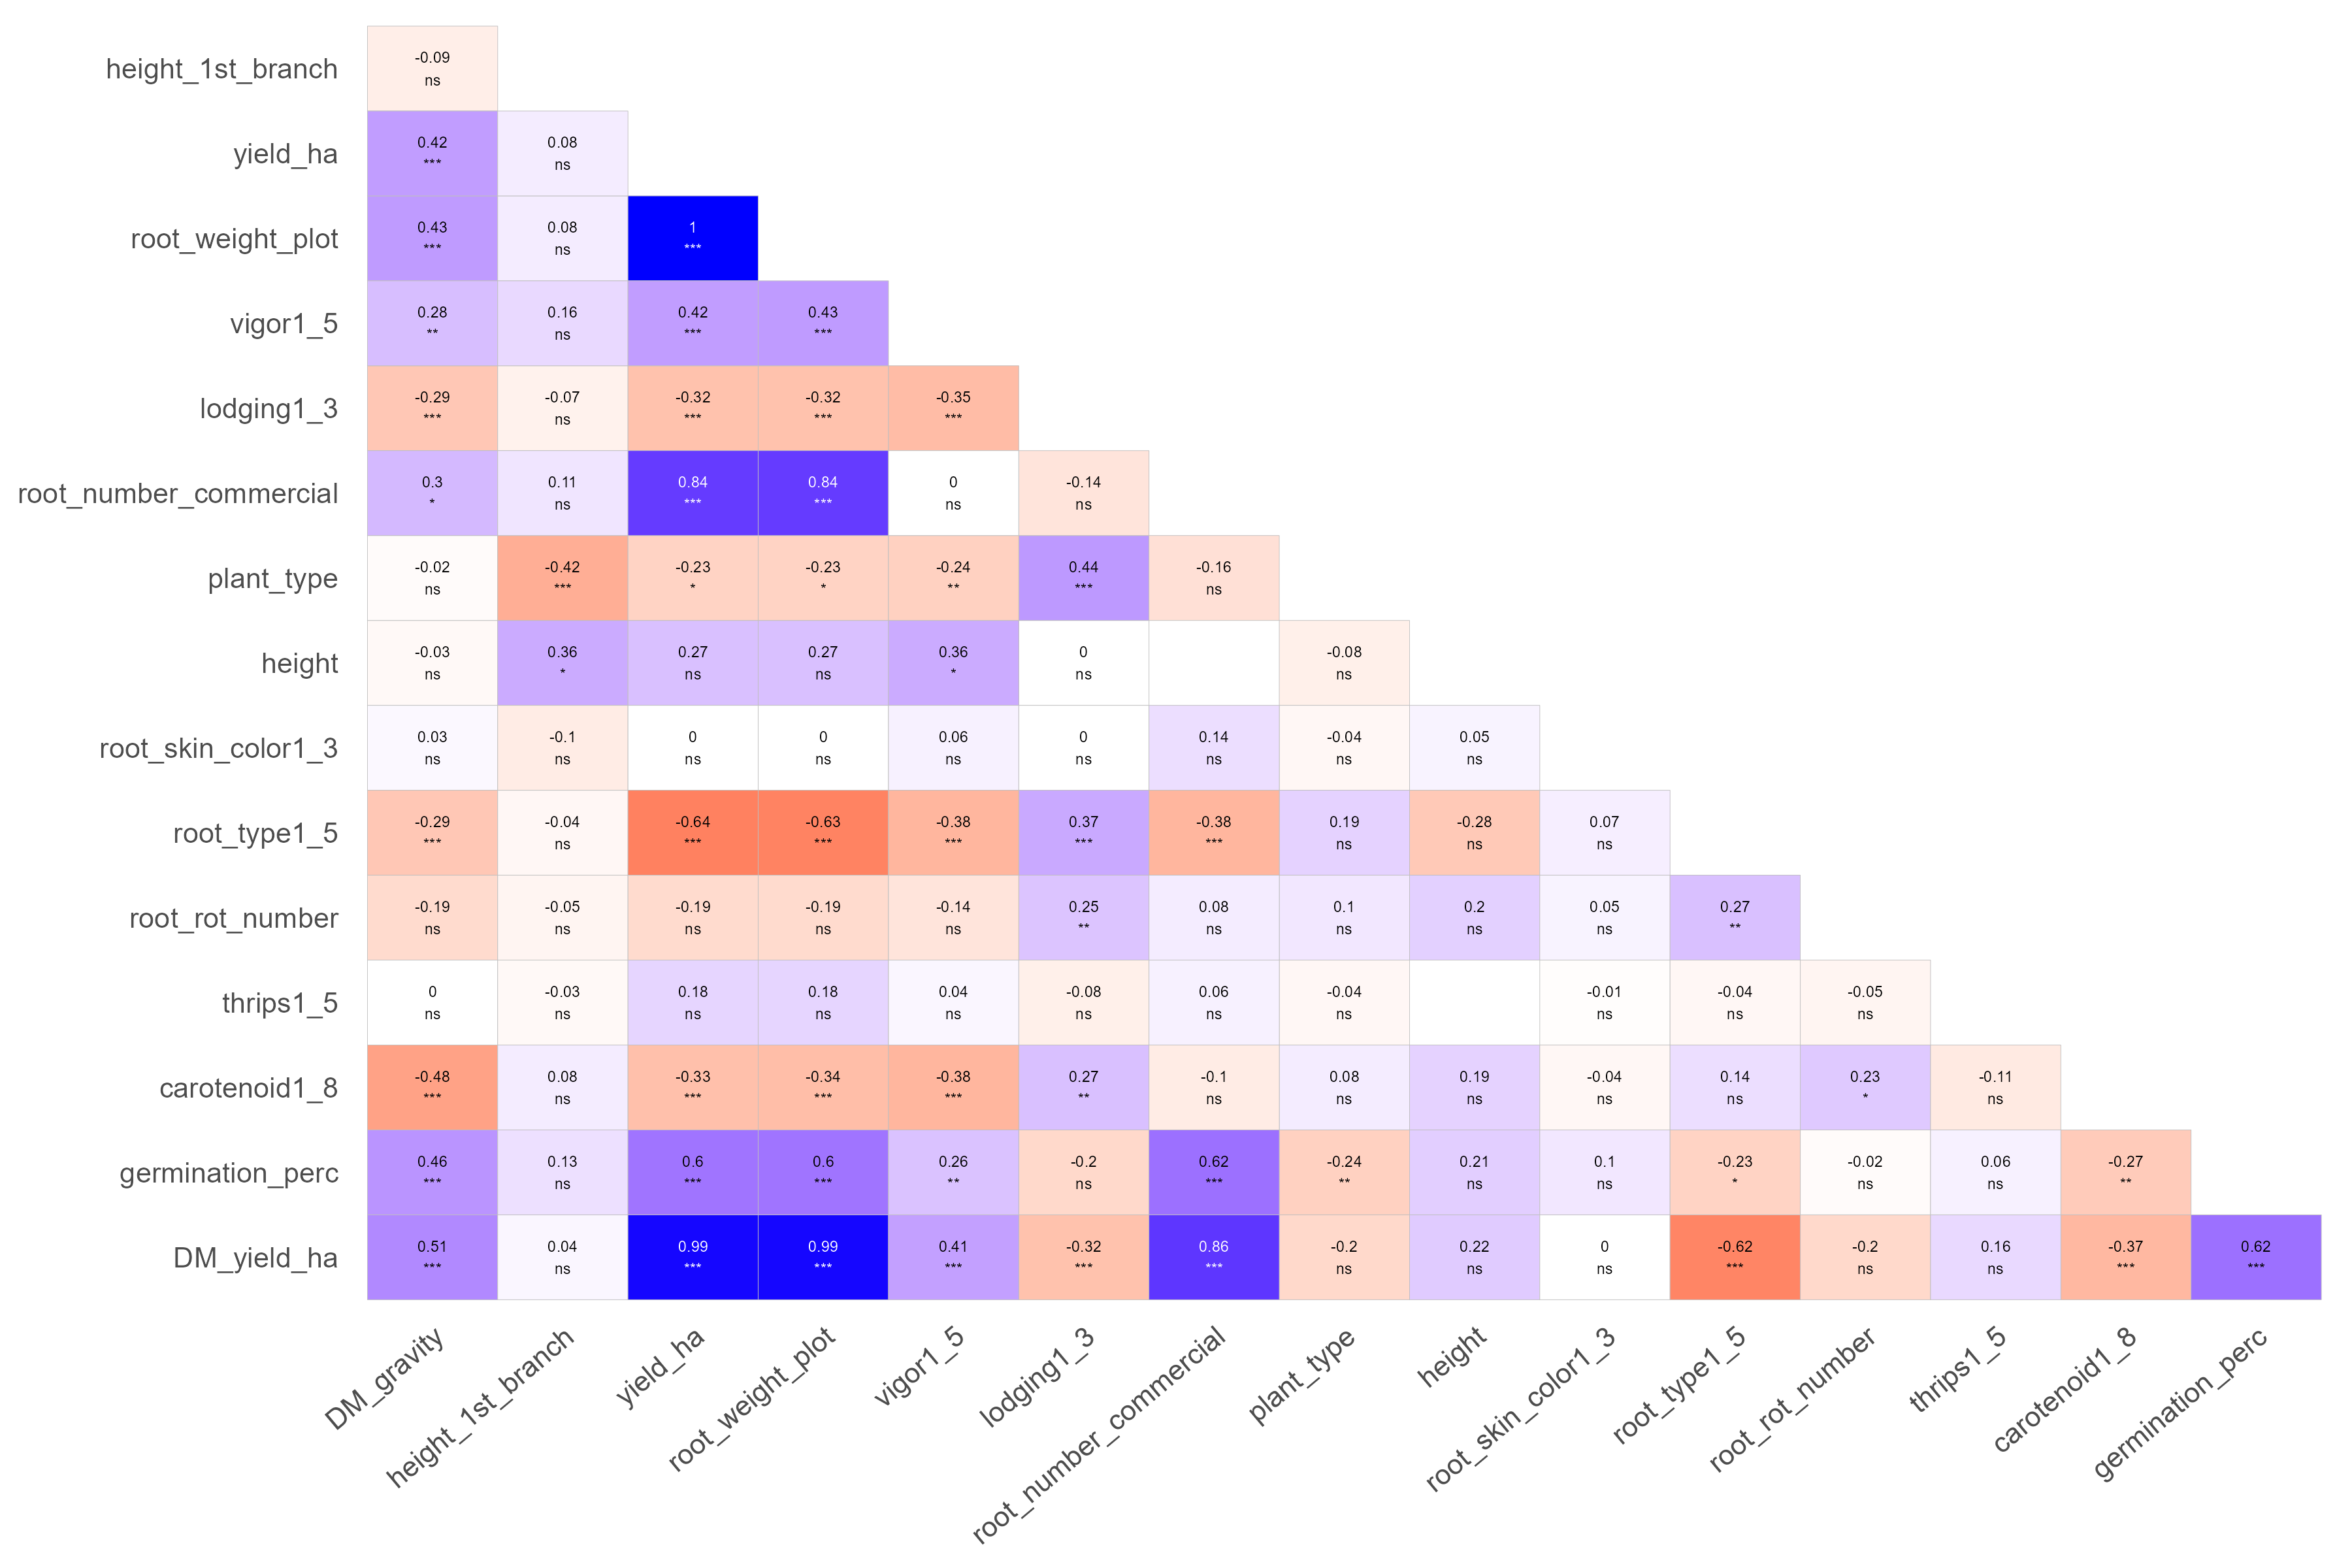 height_1st_branch
-0.09
ns
yield_ha
0.42 0.08
*** ns
root_weight_plot
0.43 0.08 1
*** ns ***
vigor1_5
0.28 0.16 0.42 0.43
** ns *** ***
lodging1_3
-0.29 -0.07 -0.32 -0.32 -0.35
*** ns *** *** ***
root_number_commercial
0.3 0.11 0.84 0.84 0 -0.14
* ns *** *** ns ns
plant_type
-0.02 -0.42 -0.23 -0.23 -0.24 0.44 -0.16
ns *** * * ** *** ns
height
-0.03 0.36 0.27 0.27 0.36 0 -0.08
ns * ns ns * ns ns
root_skin_color1_3
0.03 -0.1 0 0 0.06 0 0.14 -0.04 0.05
ns ns ns ns ns ns ns ns ns
root_type1_5
-0.29 -0.04 -0.64 -0.63 -0.38 0.37 -0.38 0.19 -0.28 0.07
*** ns *** *** *** *** *** ns ns ns
root_rot_number
-0.19 -0.05 -0.19 -0.19 -0.14 0.25 0.08 0.1 0.2 0.05 0.27
ns ns ns ns ns ** ns ns ns ns **
thrips1_5
0 -0.03 0.18 0.18 0.04 -0.08 0.06 -0.04 -0.01 -0.04 -0.05
ns ns ns ns ns ns ns ns ns ns ns
carotenoid1_8
-0.48 0.08 -0.33 -0.34 -0.38 0.27 -0.1 0.08 0.19 -0.04 0.14 0.23 -0.11
*** ns *** *** *** ** ns ns ns ns ns * ns
germination_perc
0.46 0.13 0.6 0.6 0.26 -0.2 0.62 -0.24 0.21 0.1 -0.23 -0.02 0.06 -0.27
*** ns *** *** ** ns *** ** ns ns * ns ns **
DM_yield_ha
0.51 0.04 0.99 0.99 0.41 -0.32 0.86 -0.2 0.22 0 -0.62 -0.2 0.16 -0.37 0.62
*** ns *** *** *** *** *** ns ns ns *** ns ns *** ***
DM_gravity
height_1st_branch
yield_ha
root_weight_plot
vigor1_5
lodging1_3
root_number_commercial
plant_type
height
root_skin_color1_3
root_type1_5
root_rot_number
thrips1_5
carotenoid1_8
germination_perc